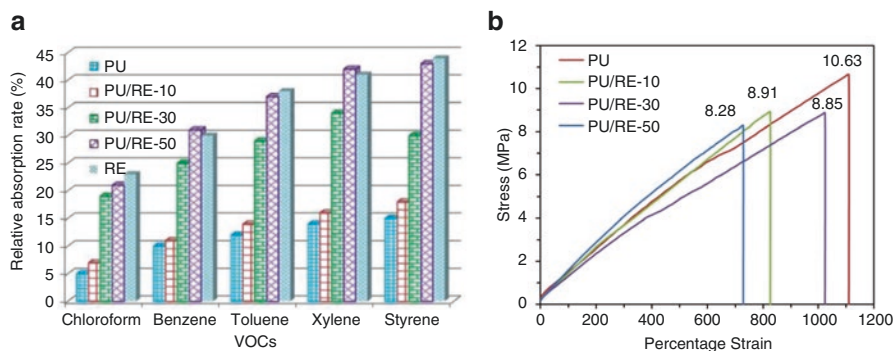 a
Relative absorption rate (%)
45
40
35
30
25
20
15
10
5
0
PU
PU/RE-10
PU/RE-30
PU/RE-50
RE
Chloroform Benzene Toluene Xylene Styrene
VOCs
b
Stress (MPa)
12
10
8
6
4
2
0
PU
PU/RE-10
PU/RE-30
PU/RE-50
10.63
8.91
8.85
8.28
0 200 400 600 800 1000 1200
Percentage Strain